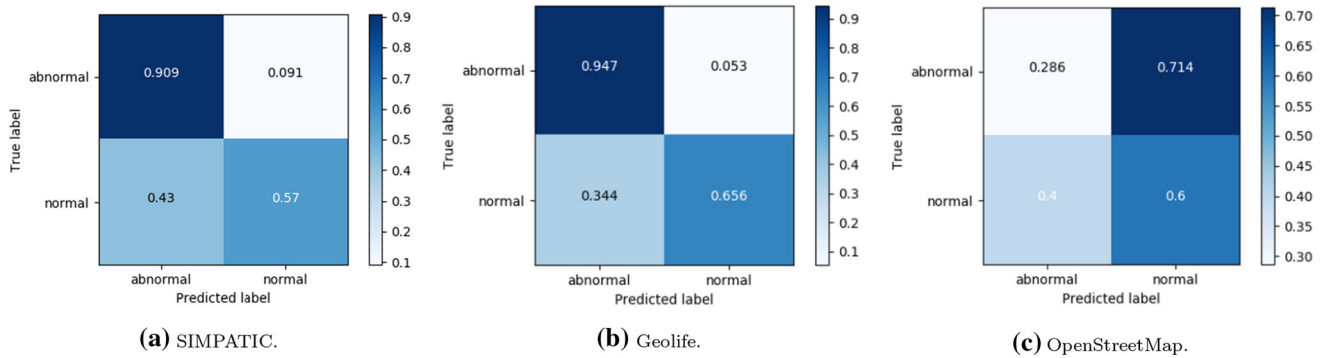 abnormal
normal
True label
0.909
0.091
0.43
0.57
abnormal
normal
Predicted label
0.9
0.8
0.7
0.6
0.5
0.4
0.3
0.2
0.1
(a) SIMPATIC.
abnormal
normal
True label
0.947
0.053
0.344
0.656
abnormal
normal
Predicted label
0.9
0.8
0.7
0.6
0.5
0.4
0.3
0.2
0.1
(b) Geolife.
abnormal
normal
True label
0.286
0.714
0.4
0.6
abnormal
normal
Predicted label
0.70
0.65
0.60
0.55
0.50
0.45
0.40
0.35
0.30
(c) OpenStreetMap.